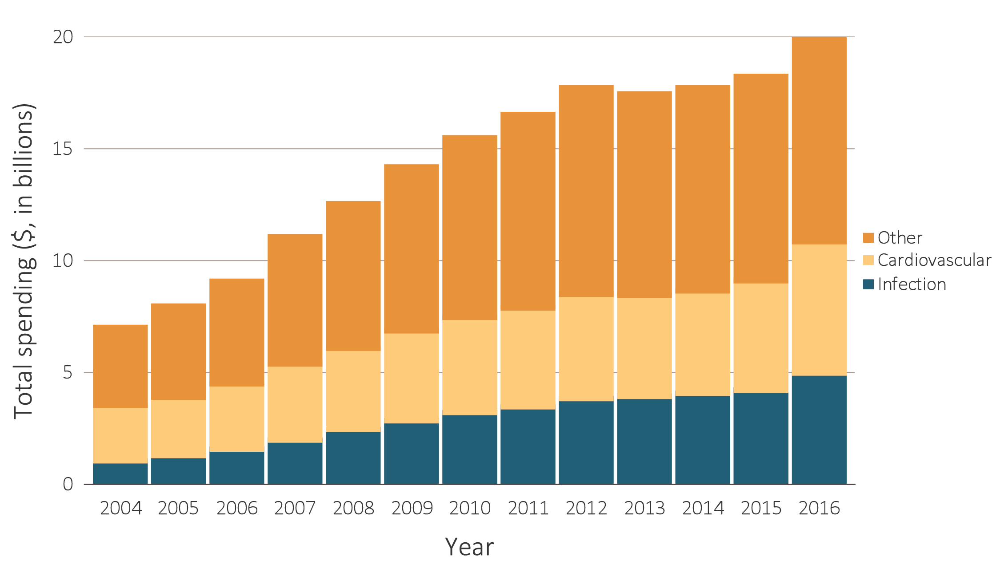 Total spending ($, in billions)
20
15
10
5
0
2004 2005 2006 2007 2008 2009 2010 2011 2012 2013 2014 2015 2016
Year
Other
Cardiovascular
Infection